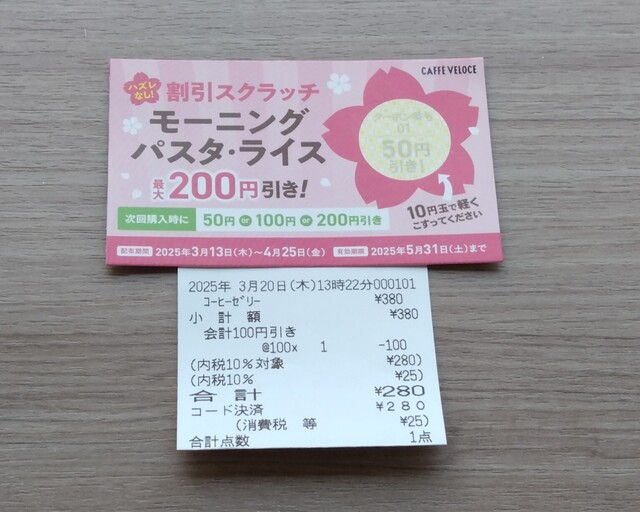 CAFFE VELOCE
ハズレなし!
割引スクラッチ
モーニング
パスタ・ライス
最大200円引き!
クーポン番号
01
50円
引き!
10円玉で軽く
こすってください
次回購入時に 50円 or 100円 or 200円引き
配布期間 2025年3月13日(木)~4月25日(金) 有効期限 2025年5月31日(土)まで
2025年 3月20日(木)13時22分000101
コーヒーゼリー ¥380
小計額 ¥380
会計100円引き
@100x 1 -100
(内税10%対象 ¥280)
(内税10% ¥25)
合計 ¥280
コード決済 ¥280
(消費税 等 ¥25)
合計点数 1点